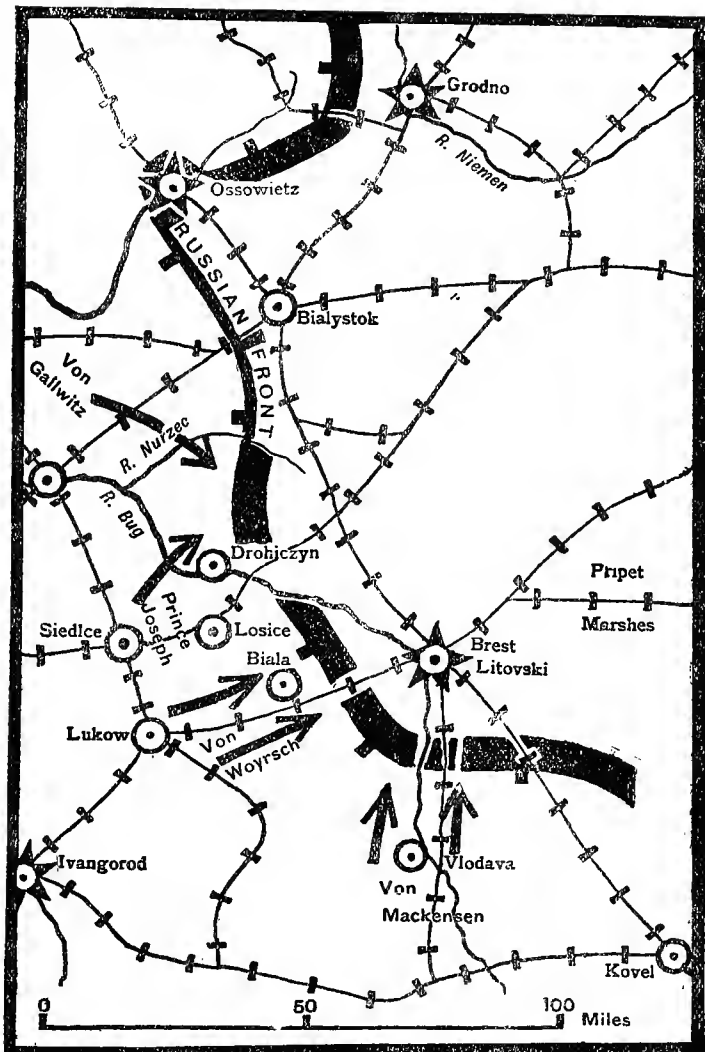 Grodno
R. Niemen
Ossowietz
RUSSIAN FRONT
Bialystok
Von
Gallwitz
R. Nurzec
R. Bug
Drohiczyn
Pripet
Marshes
Prince
Joseph
Siedlce
Losice
Brest
Litovski
Biala
Lukow
Von
Woyrsch
Ivangorod
Vlodava
Von
Mackensen
Kovel
0 50 100 Miles